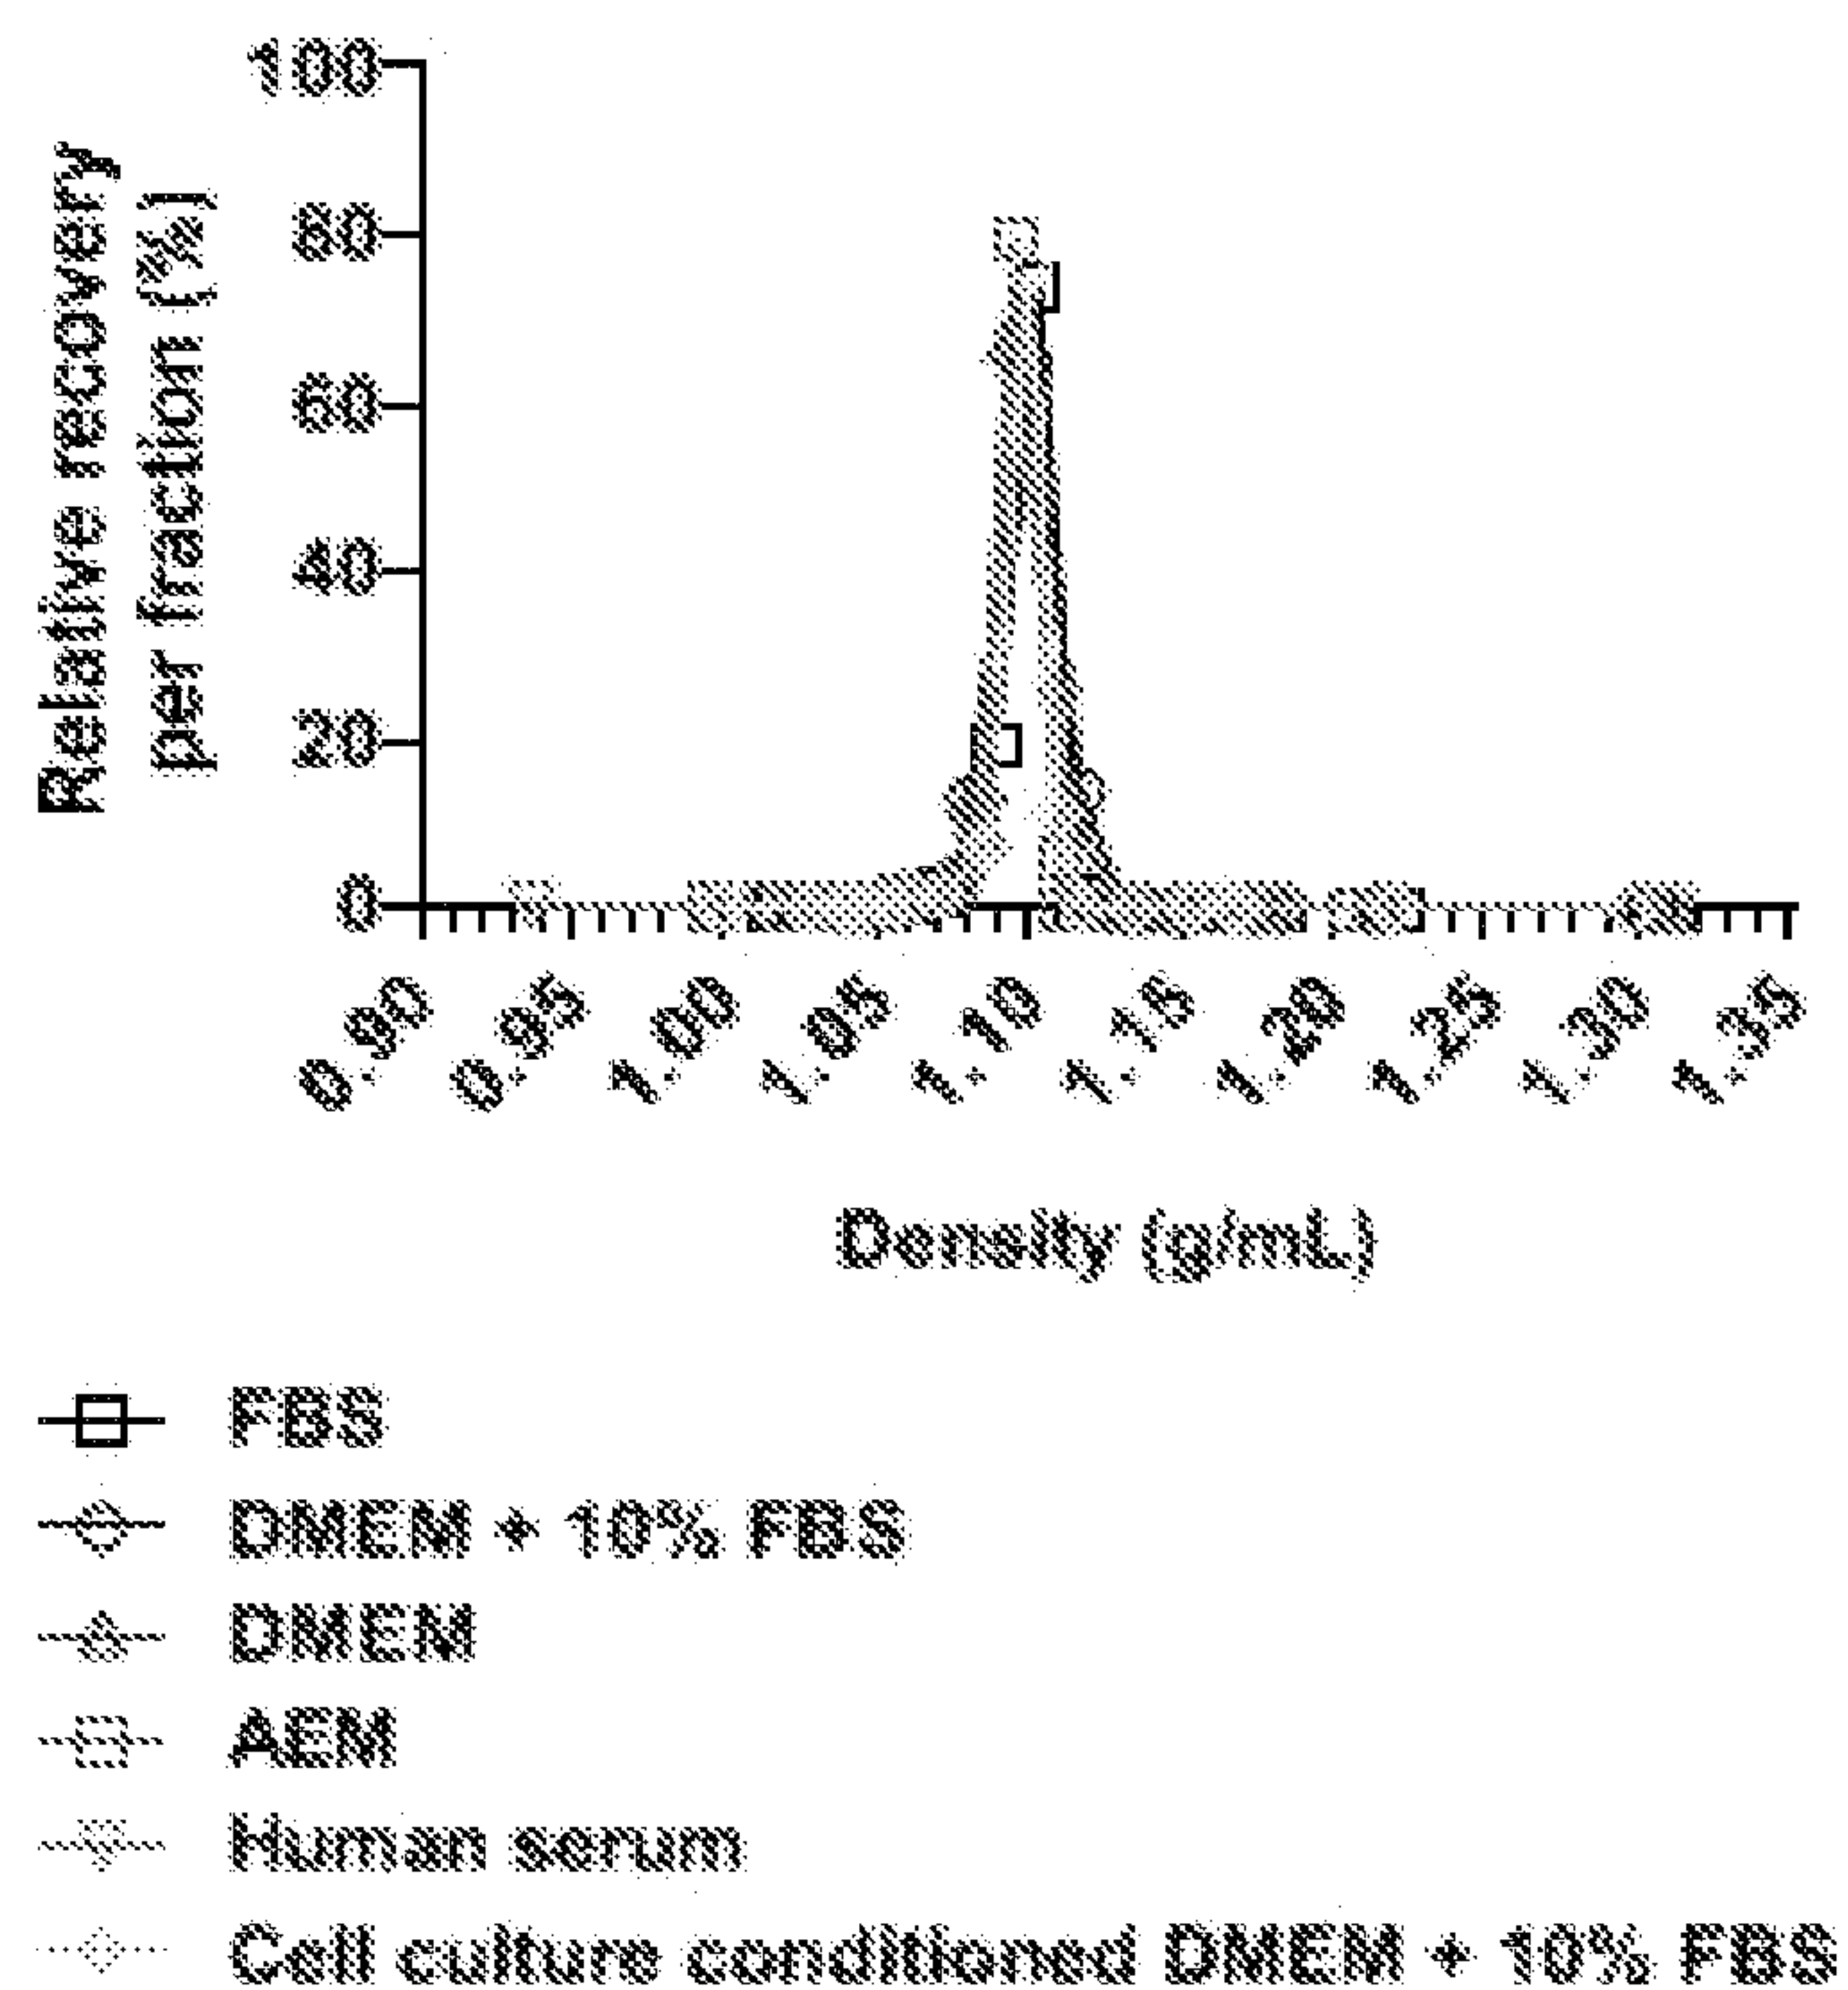 Relative recovery
per fraction (%)
100
80
60
40
20
0
0.90 0.95 1.00 1.05 1.10 1.15 1.20 1.25 1.30 1.35
Density (g/mL)
FBS
DMEM + 10% FBS
DMEM
AEM
Human serum
Cell culture conditioned DMEM + 10% FBS